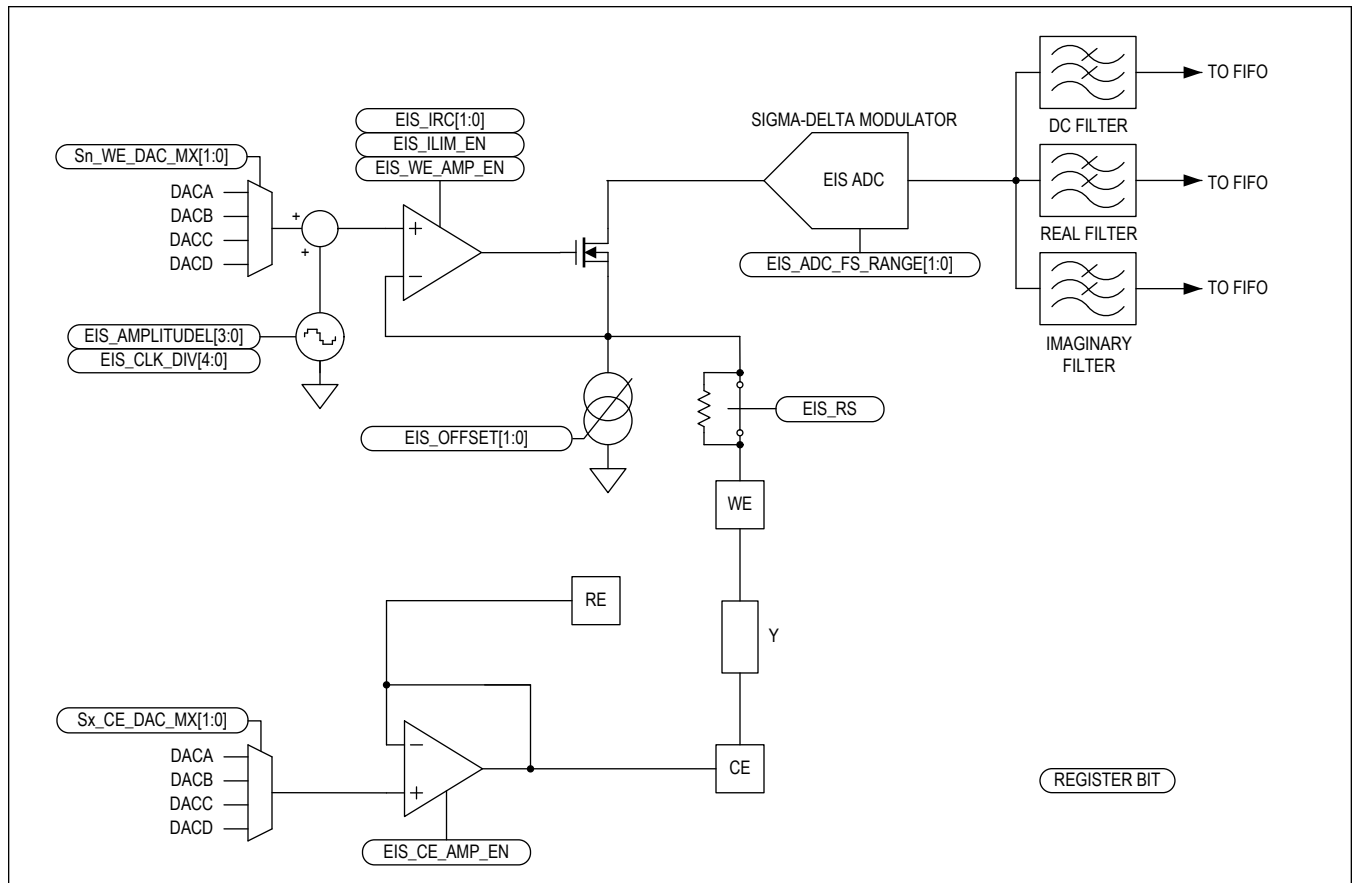 TO FIFO
DC FILTER
EIS_IRC[1:0]
SIGMA-DELTA MODULATOR
EIS_ILIM_EN
Sn_WE_DAC_MX[1:0]
EIS_WE_AMP_EN
EIS ADC
TO FIFO
DACA
DACB
DACC
DACD
+
+
+
−
REAL FILTER
EIS_ADC_FS_RANGE[1:0]
TO FIFO
EIS_AMPLITUDEL[3:0]
EIS_CLK_DIV[4:0]
IMAGINARY
FILTER
EIS_RS
EIS_OFFSET[1:0]
WE
RE
Y
Sx_CE_DAC_MX[1:0]
DACA
DACB
DACC
DACD
−
+
CE
REGISTER BIT
EIS_CE_AMP_EN